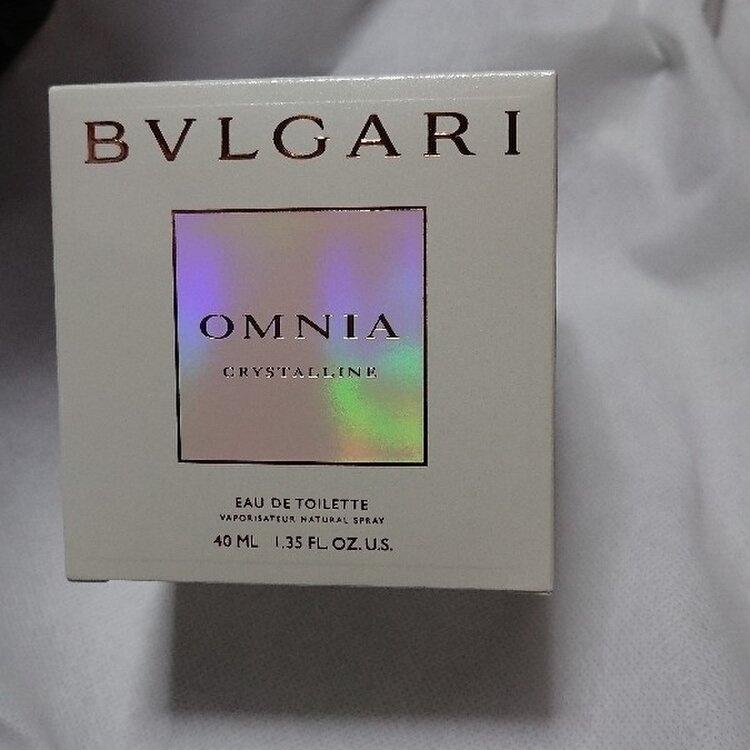 BVLGARI
OMNIA
CRYSTALLINE
EAU DE TOILETTE
VAPORISATEUR NATURAL SPRAY
40 ML 1.35 FL. OZ. U.S.